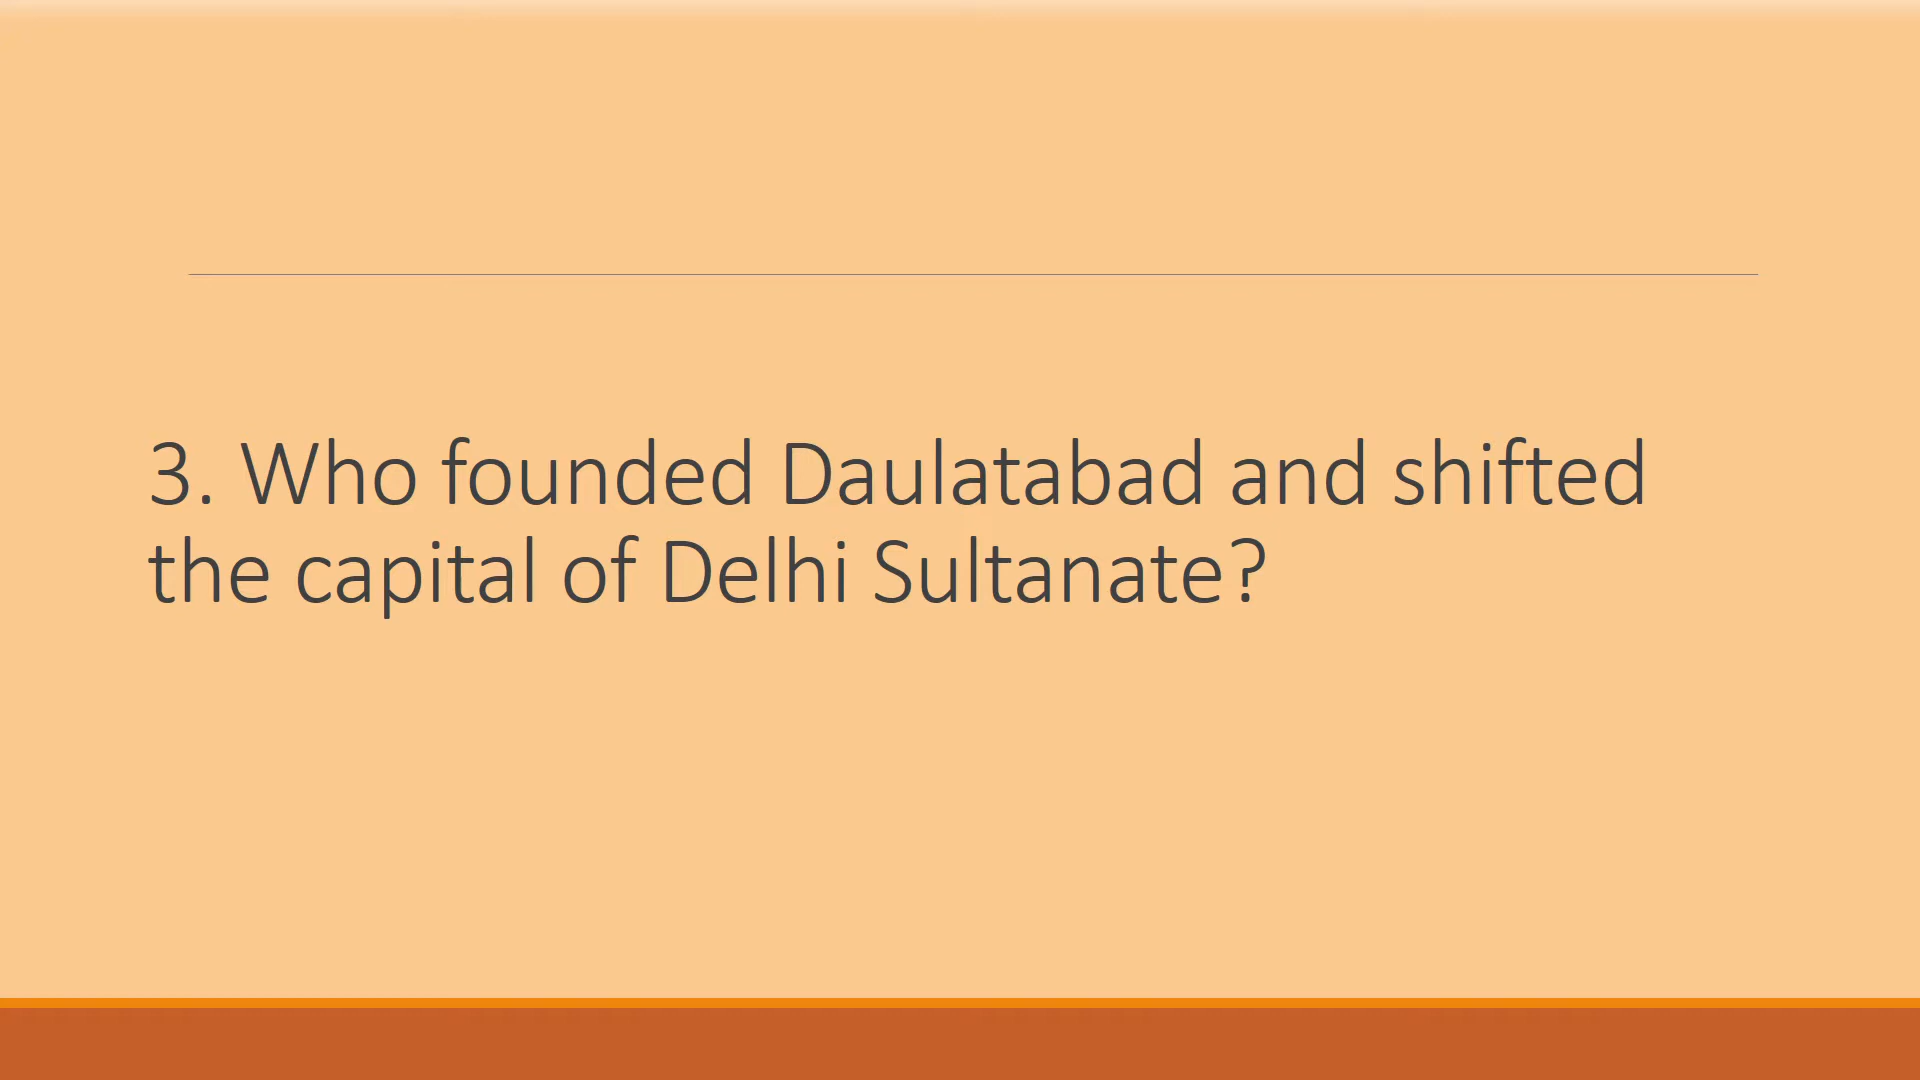 3. Who founded Daulatabad and shifted
the capital of Delhi Sultanate?